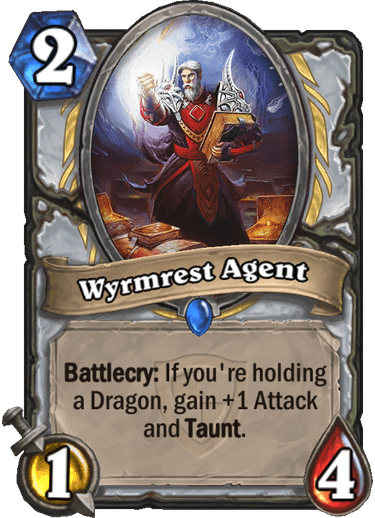 2
Wyrmrest Agent
Battlecry: If you're holding
a Dragon, gain +1 Attack
and Taunt.
1
4